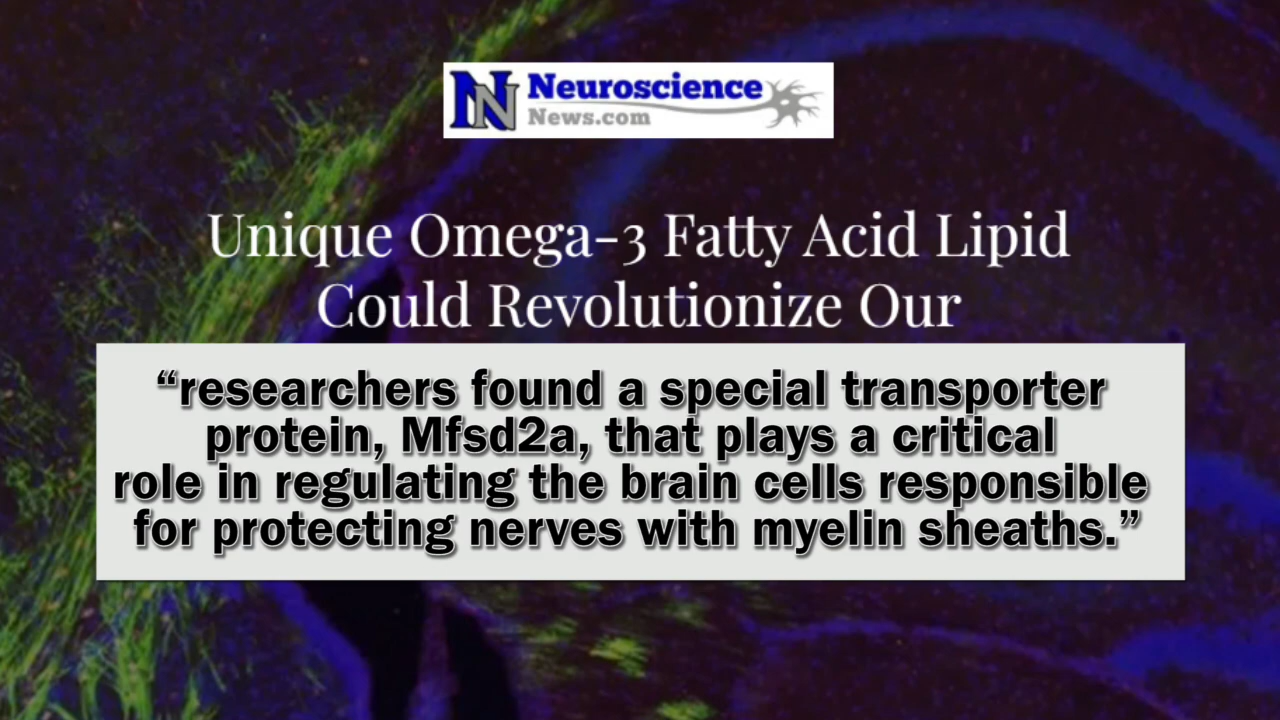 NN Neuroscience
News.com
Unique Omega-3 Fatty Acid Lipid
Could Revolutionize Our
“researchers found a special transporter
protein, Mfsd2a, that plays a critical
role in regulating the brain cells responsible
for protecting nerves with myelin sheaths.”